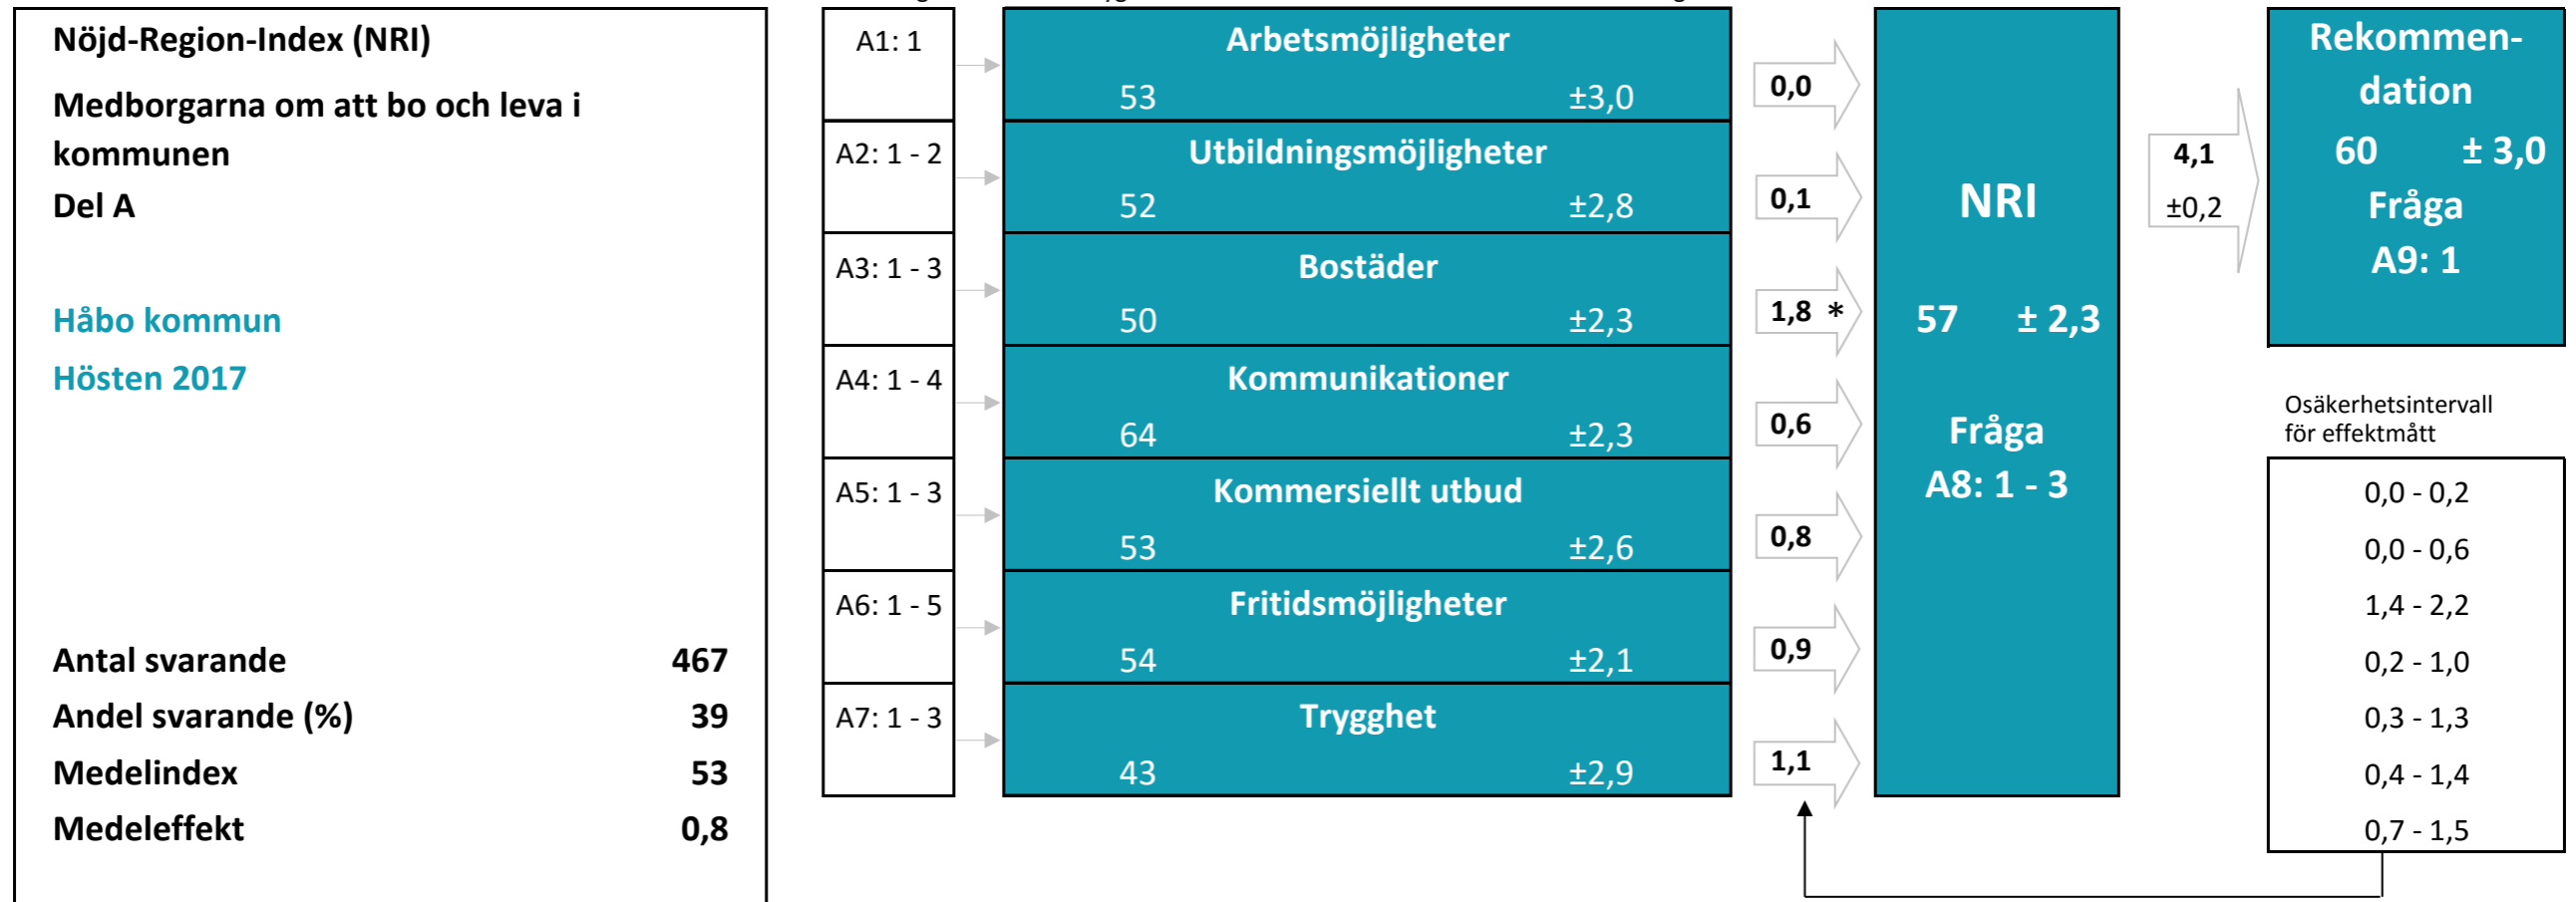 Nöjd-Region-Index (NRI)
Medborgarna om att bo och leva i
kommunen
Del A
Håbo kommun
Hösten 2017
Antal svarande 467
Andel svarande (%) 39
Medelindex 53
Medeleffekt 0,8
A1: 1
Arbetsmöjligheter
53 ±3,0
0,0
A2: 1 - 2
Utbildningsmöjligheter
52 ±2,8
0,1
A3: 1 - 3
Bostäder
50 ±2,3
1,8 *
A4: 1 - 4
Kommunikationer
64 ±2,3
0,6
A5: 1 - 3
Kommersiellt utbud
53 ±2,6
0,8
A6: 1 - 5
Fritidsmöjligheter
54 ±2,1
0,9
A7: 1 - 3
Trygghet
43 ±2,9
1,1
NRI
57 ± 2,3
Fråga
A8: 1 - 3
4,1
±0,2
Rekommen-
dation
60 ± 3,0
Fråga
A9: 1
Osäkerhetsintervall
för effektmått
0,0 - 0,2
0,0 - 0,6
1,4 - 2,2
0,2 - 1,0
0,3 - 1,3
0,4 - 1,4
0,7 - 1,5